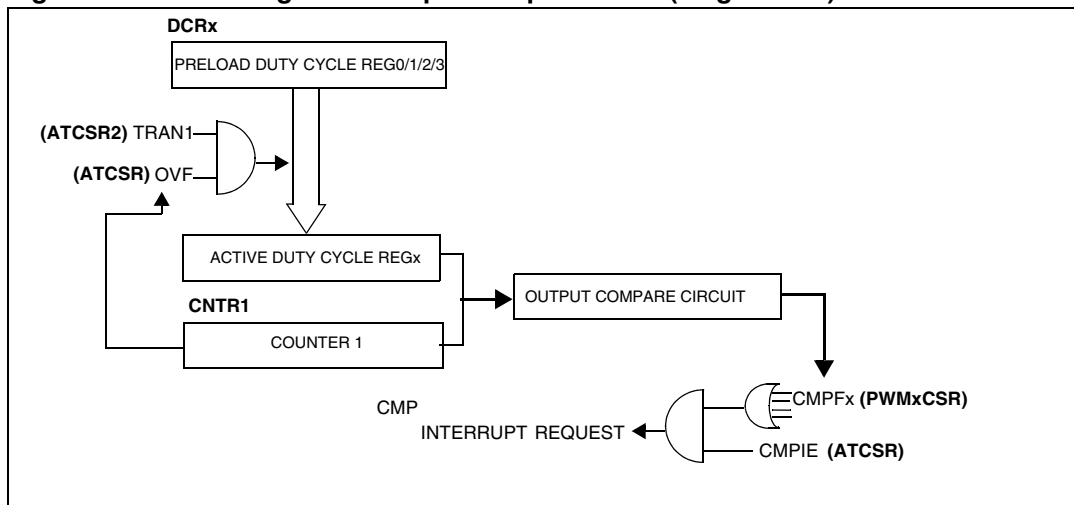 DCRx
PRELOAD DUTY CYCLE REG0/1/2/3
(ATCSR2) TRAN1
(ATCSR) OVF
ACTIVE DUTY CYCLE REGx
OUTPUT COMPARE CIRCUIT
CNTR1
COUNTER 1
CMPFx (PWMxCSR)
CMP
INTERRUPT REQUEST
CMPIE (ATCSR)